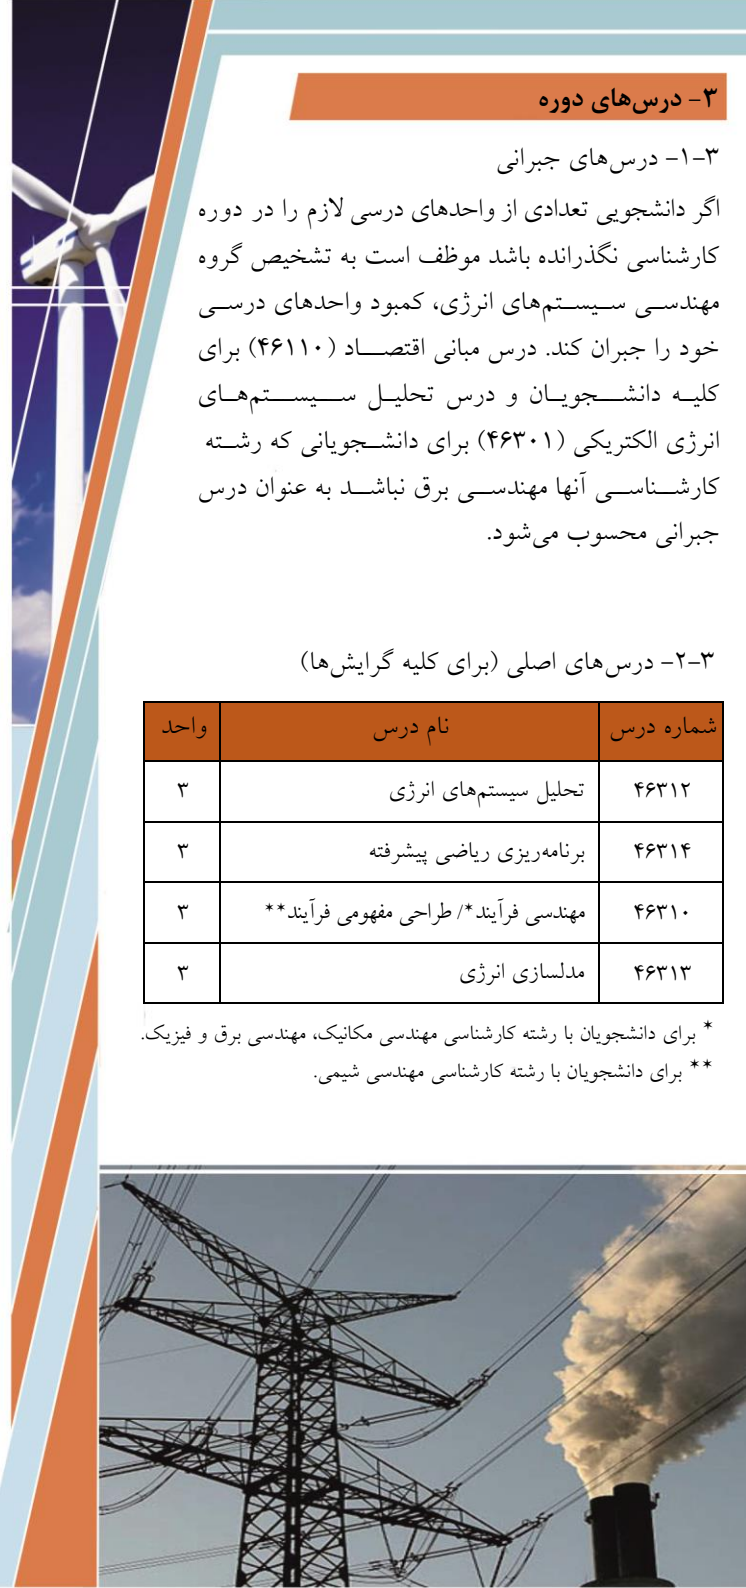 ۳- درس‌های دوره
۳-۱- درس‌های جبرانی
اگر دانشجویی تعدادی از واحدهای درسی لازم را در دوره
کارشناسی نگذرانده باشد موظف است به تشخیص گروه
مهندسی سیستم‌های انرژی، کمبود واحدهای درسی
خود را جبران کند. درس مبانی اقتصاد (۴۶۱۱۰) برای
کلیه دانشجویان و درس تحلیل سیستم‌های
انرژی الکتریکی (۴۶۳۰۱) برای دانشجویانی که رشته
کارشناسی آنها مهندسی برق نباشد به عنوان درس
جبرانی محسوب می‌شود.
۳-۲- درس‌های اصلی (برای کلیه گرایش‌ها)
شماره درس نام درس واحد
۴۶۳۱۲ تحلیل سیستم‌های انرژی ۳
۴۶۳۱۴ برنامه‌ریزی ریاضی پیشرفته ۳
۴۶۳۱۰ مهندسی فرآیند*/ طراحی مفهومی فرآیند** ۳
۴۶۳۱۳ مدلسازی انرژی ۳
* برای دانشجویان با رشته کارشناسی مهندسی مکانیک، مهندسی برق و فیزیک.
** برای دانشجویان با رشته کارشناسی مهندسی شیمی.